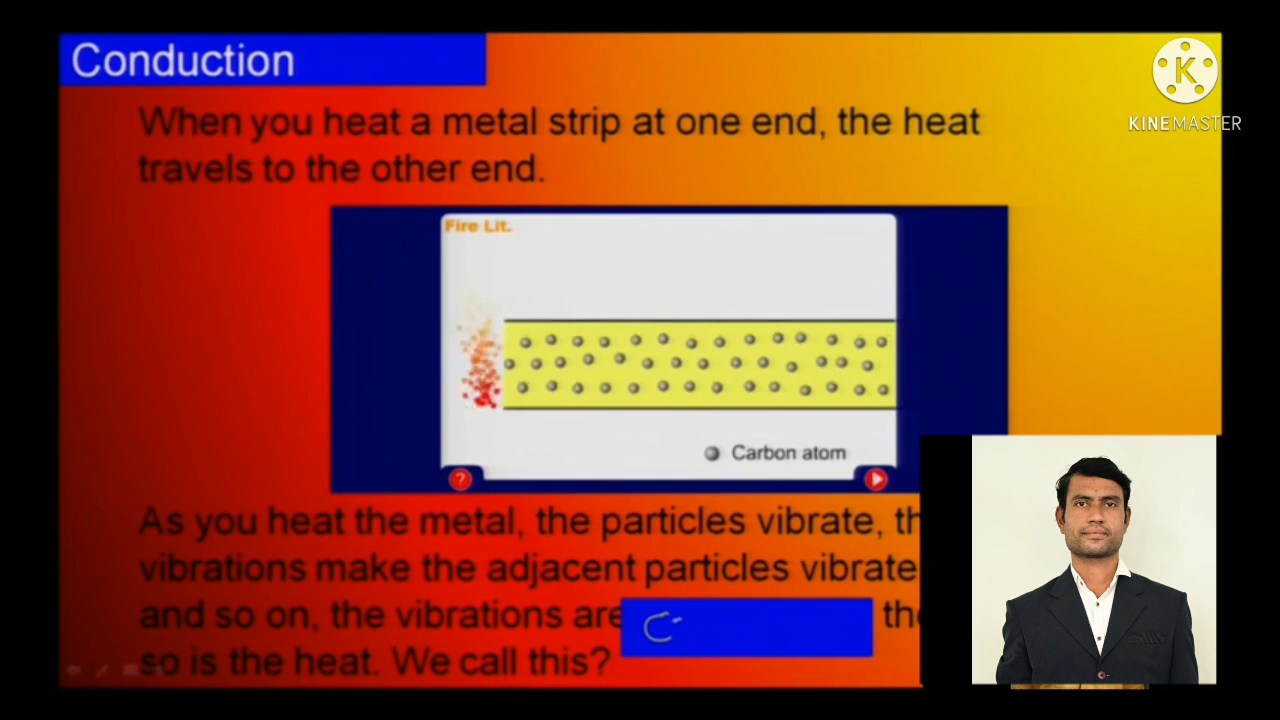 Conduction
KINEMASTER
When you heat a metal strip at one end, the heat
travels to the other end.
Fire Lit.
Carbon atom
?
As you heat the metal, the particles vibrate,
vibrations make the adjacent particles vibrate
and so on, the vibrations are
so is the heat. We call this?